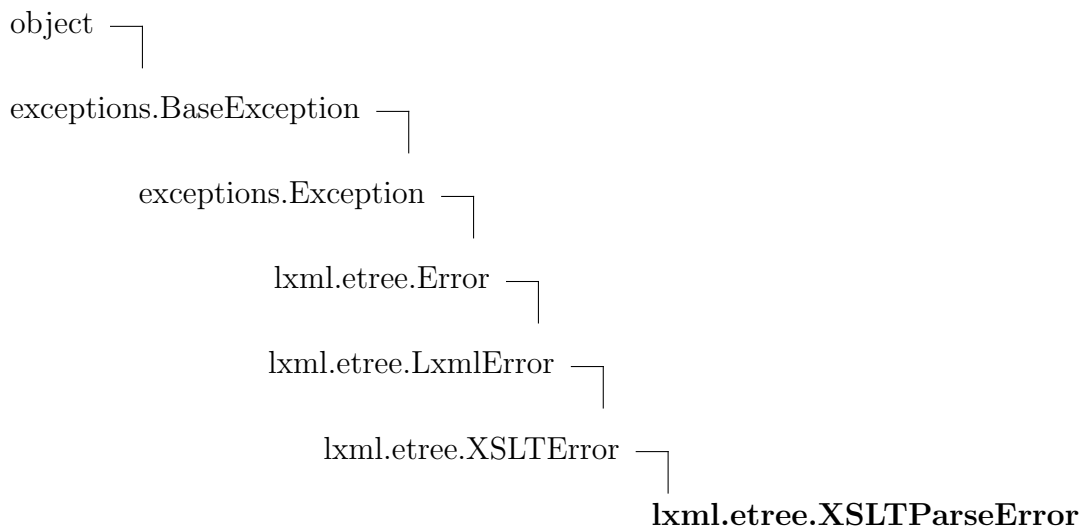 object
exceptions.BaseException
exceptions.Exception
lxml.etree.Error
lxml.etree.LxmlError
lxml.etree.XSLTError
lxml.etree.XSLTParseError